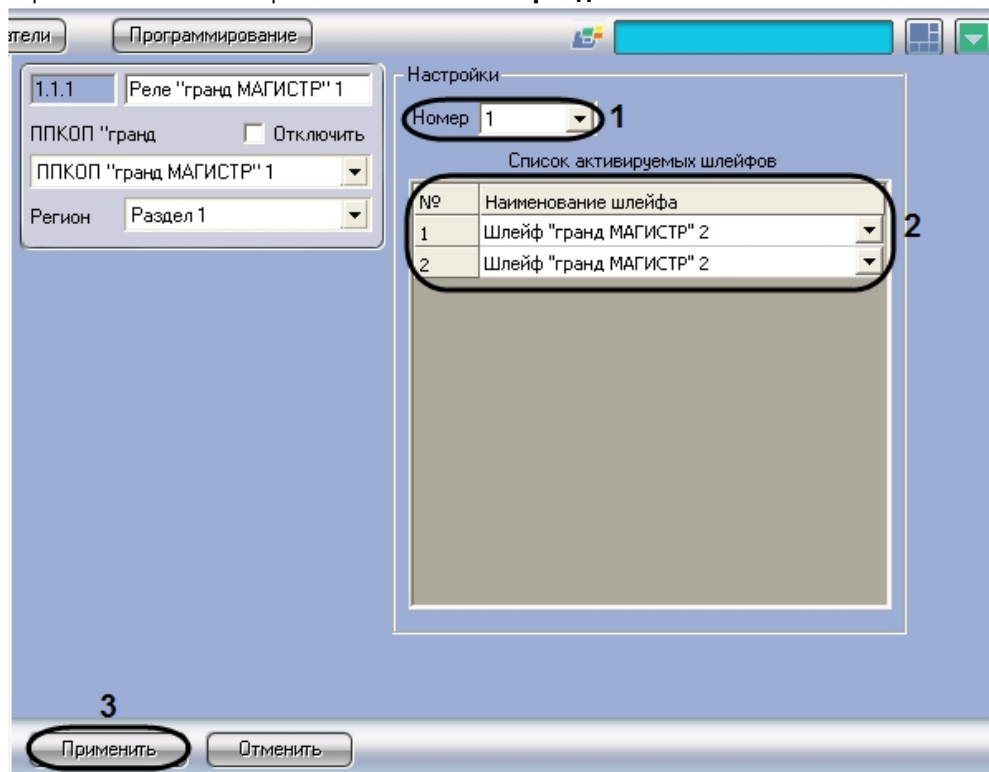 атели
Программирование
1.1.1
Реле "гранд МАГИСТР" 1
ППКОП "гранд
Отключить
ППКОП "гранд МАГИСТР" 1
Регион
Раздел 1
Настройки
Номер 1
1
Список активируемых шлейфов
№ Наименование шлейфа
1 Шлейф "гранд МАГИСТР" 2
2 Шлейф "гранд МАГИСТР" 2
2
3
Применить
Отменить